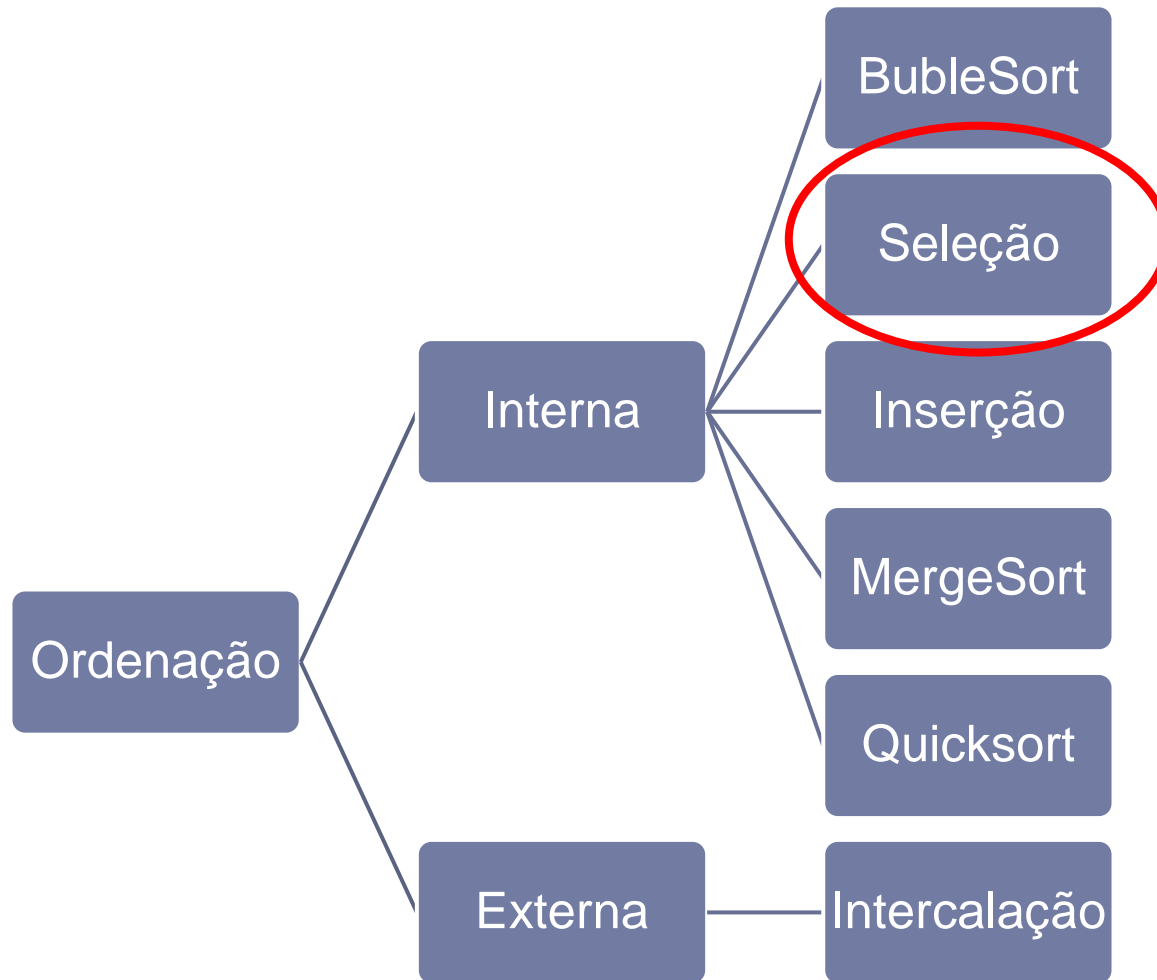 BubleSort
Seleção
Interna
Inserção
MergeSort
Ordenação
Quicksort
Externa
Intercalação